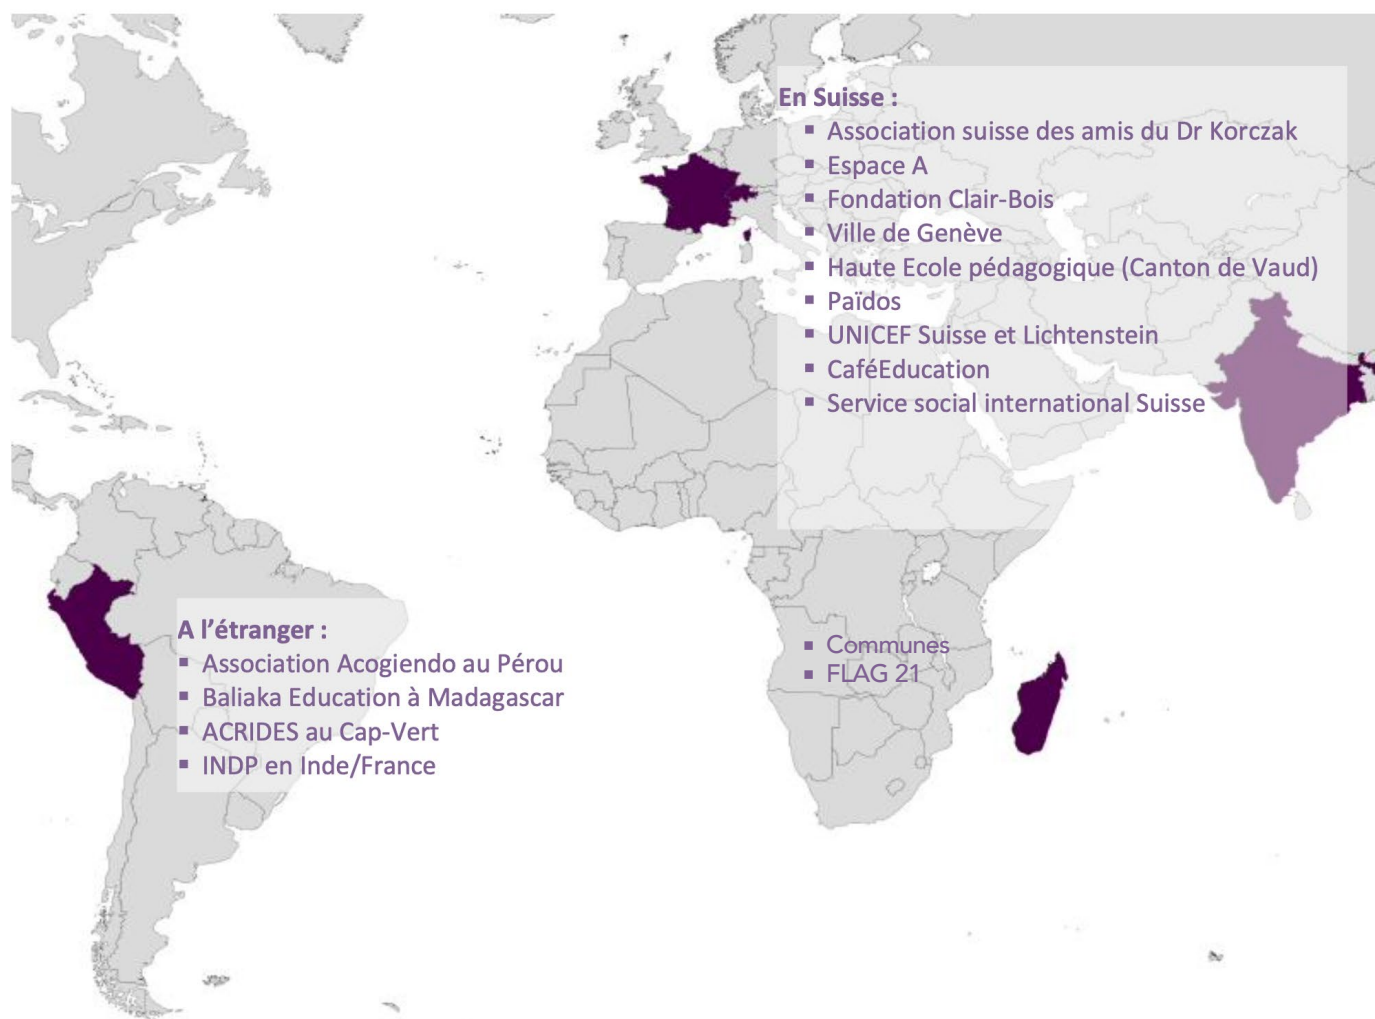 En Suisse :
▪ Association suisse des amis du Dr Korczak
▪ Espace A
▪ Fondation Clair-Bois
▪ Ville de Genève
▪ Haute Ecole pédagogique (Canton de Vaud)
▪ Païdos
▪ UNICEF Suisse et Lichtenstein
▪ CaféEducation
▪ Service social international Suisse
▪ Communes
▪ FLAG 21
A l’étranger :
▪ Association Acogiendo au Pérou
▪ Baliaka Education à Madagascar
▪ ACRIDES au Cap-Vert
▪ INDP en Inde/France